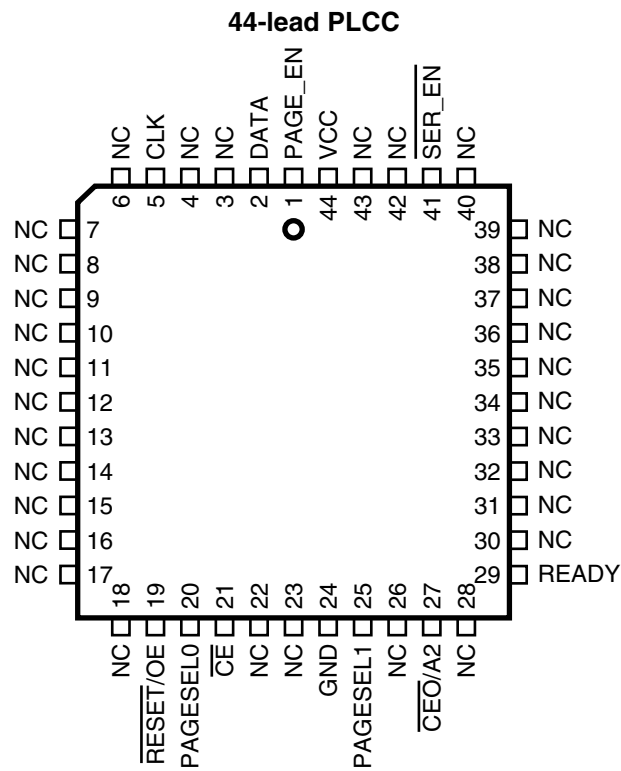 44-lead PLCC
NC
CLK
NC
NC
DATA
PAGE_EN
VCC
NC
NC
SER_EN
NC
6
5
4
3
2
1
44
43
42
41
40
NC 7
NC 8
NC 9
NC 10
NC 11
NC 12
NC 13
NC 14
NC 15
NC 16
NC 17
39 NC
38 NC
37 NC
36 NC
35 NC
34 NC
33 NC
32 NC
31 NC
30 NC
29 READY
18
19
20
21
22
23
24
25
26
27
28
NC
RESET/OE
PAGESEL0
CE
NC
NC
GND
PAGESEL1
NC
CEO/A2
NC